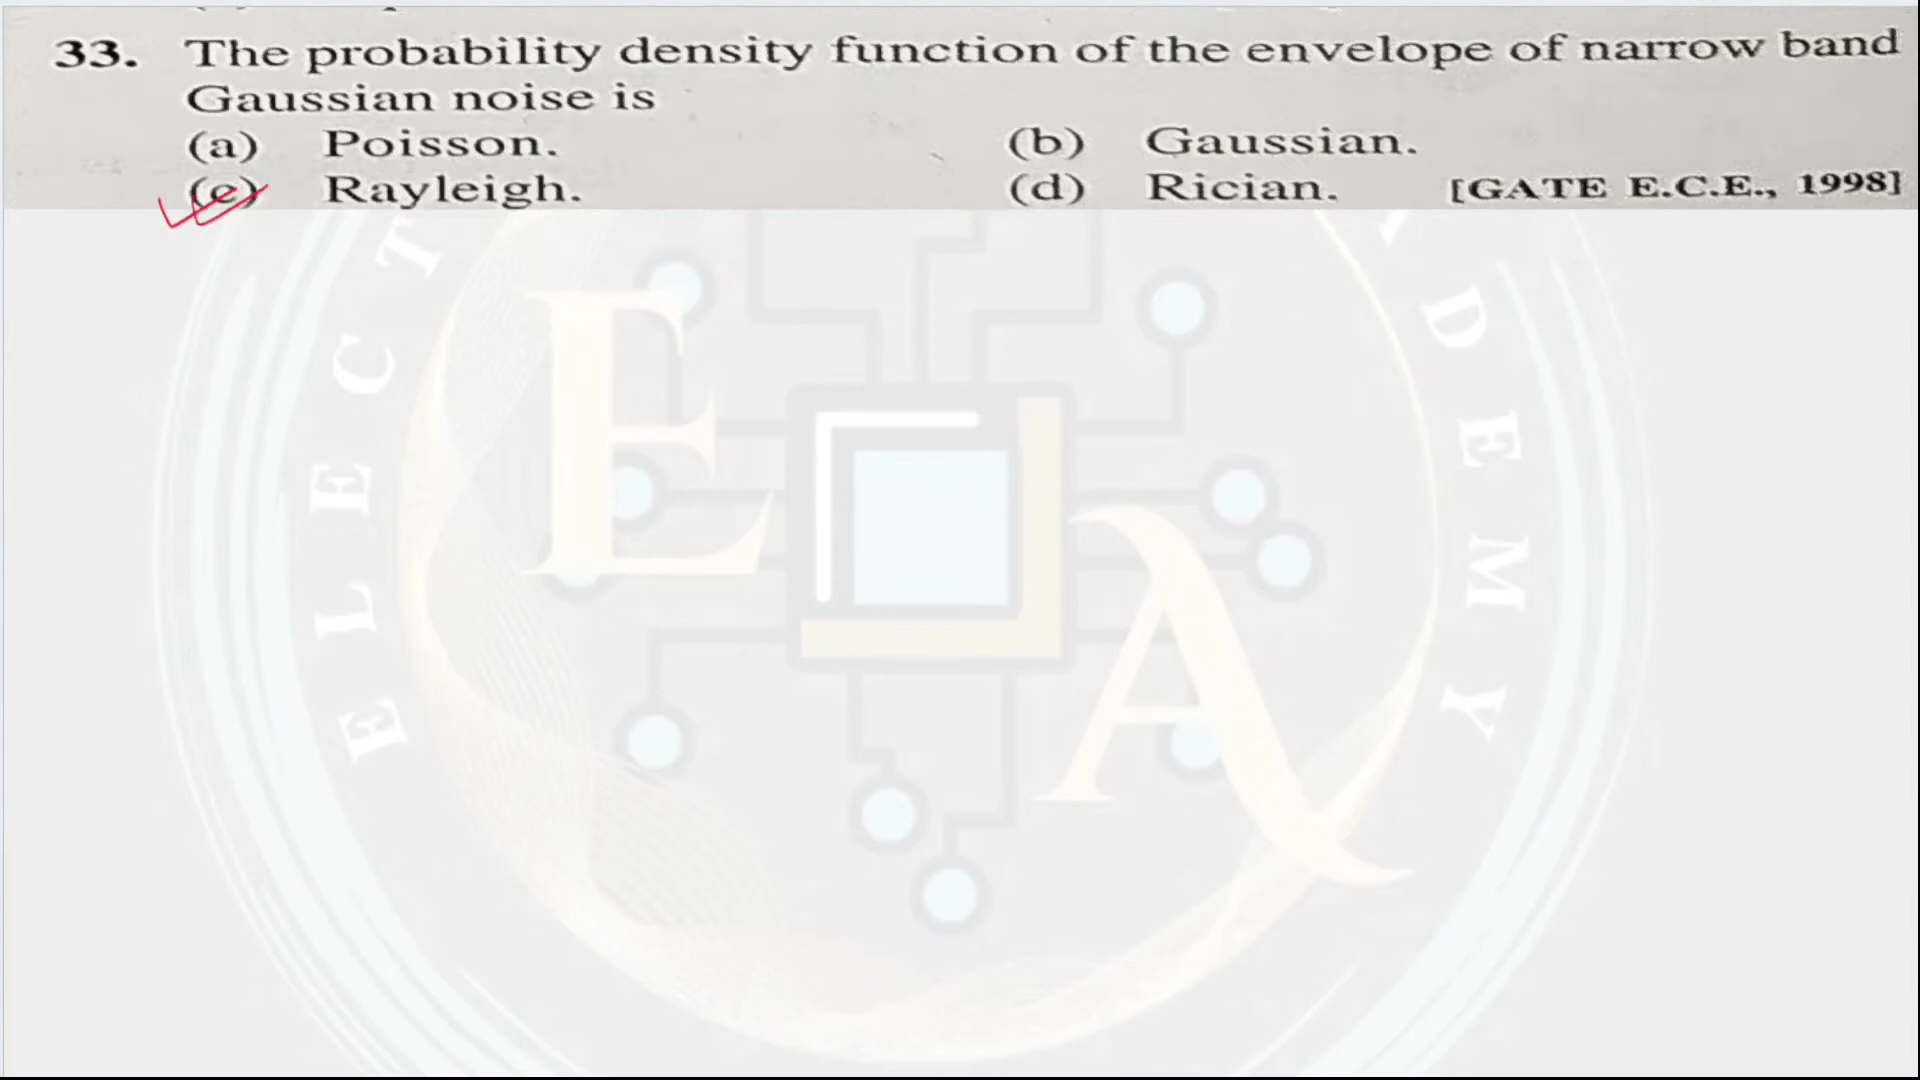 33. The probability density function of the envelope of narrow band
Gaussian noise is
(a) Poisson. (b) Gaussian.
(c) Rayleigh. (d) Rician. [GATE E.C.E., 1998]
E L E C T
A D E M Y
E
A